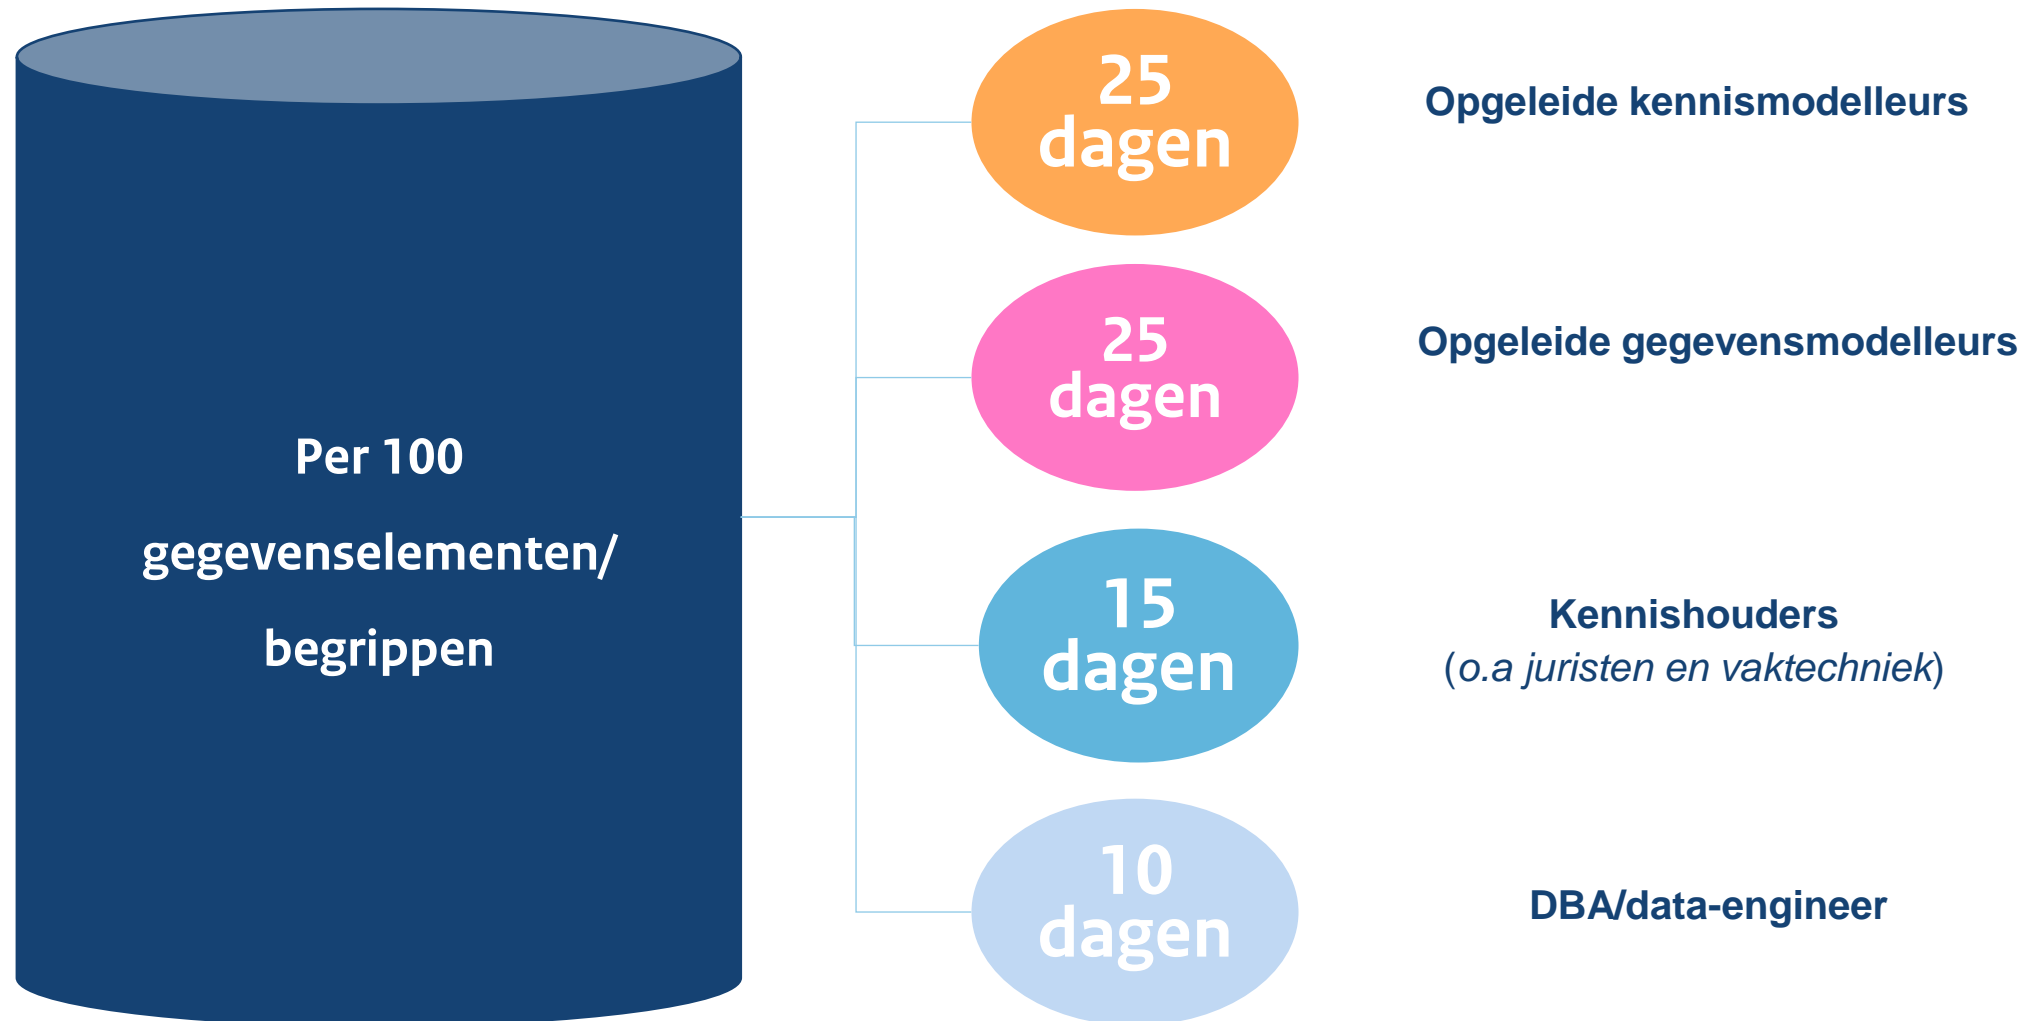 Per 100
gegevenselementen/
begrippen
25
dagen
Opgeleide kennismodelleurs
25
dagen
Opgeleide gegevensmodelleurs
15
dagen
Kennishouders
(o.a juristen en vaktechniek)
10
dagen
DBA/data-engineer